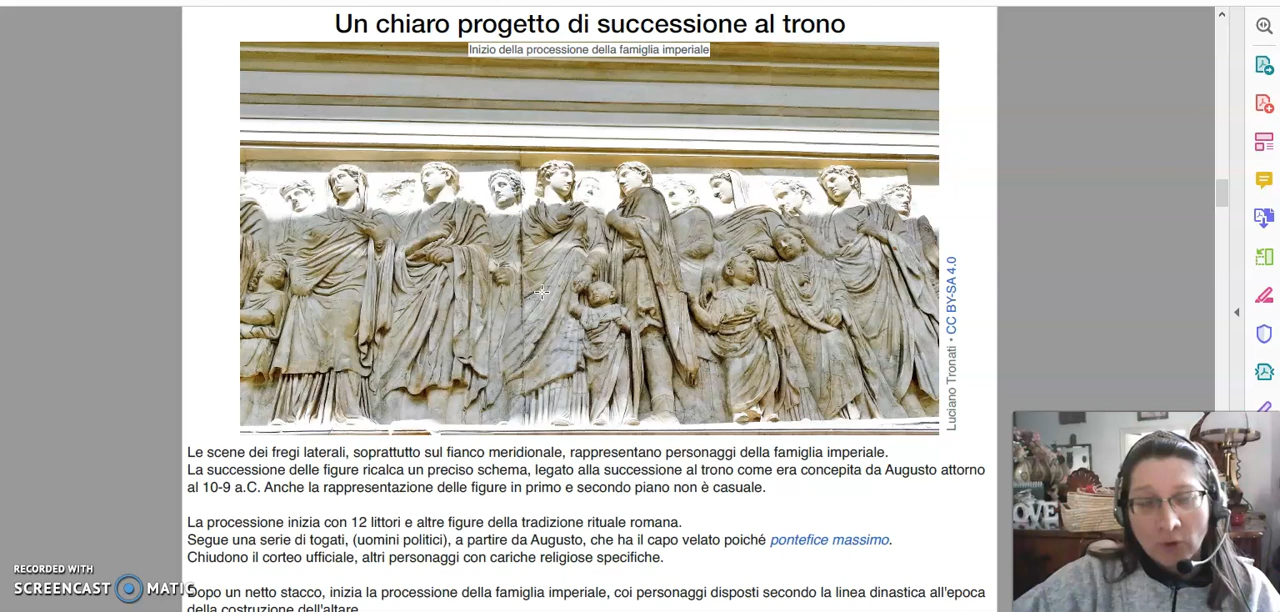 Un chiaro progetto di successione al trono
Inizio della processione della famiglia imperiale
Luciano Tronati • CC BY-SA 4.0
Le scene dei fregi laterali, soprattutto sul fianco meridionale, rappresentano personaggi della famiglia imperiale.
La successione delle figure ricalca un preciso schema, legato alla successione al trono come era concepita da Augusto attorno
al 10-9 a.C. Anche la rappresentazione delle figure in primo e secondo piano non è casuale.
La processione inizia con 12 littori e altre figure della tradizione rituale romana.
Segue una serie di togati, (uomini politici), a partire da Augusto, che ha il capo velato poiché pontefice massimo.
Chiudono il corteo ufficiale, altri personaggi con cariche religiose specifiche.
Dopo un netto stacco, inizia la processione della famiglia imperiale, coi personaggi disposti secondo la linea dinastica all'epoca
della costruzione dell'altare.
OVE
RECORDED WITH
SCREENCAST MATIC